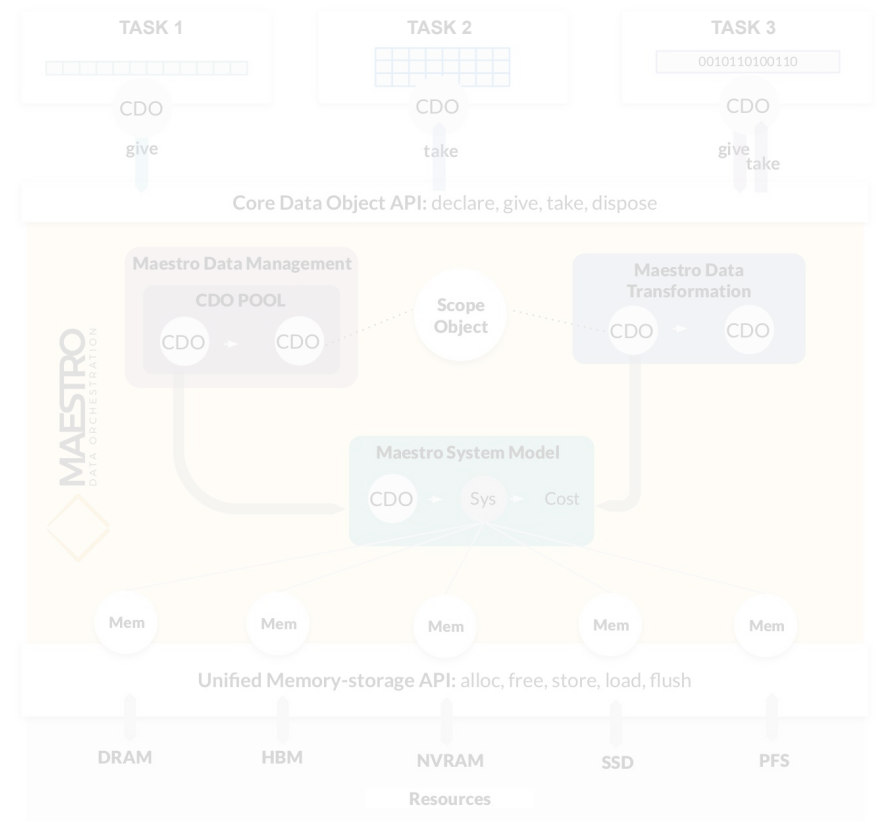 TASK 1
TASK 2
TASK 3
0010110100110
CDO
CDO
CDO
give
take
give
take
Core Data Object API: declare, give, take, dispose
Maestro Data Management
CDO POOL
CDO
CDO
Scope
Object
Maestro Data
Transformation
CDO
CDO
MAESTRO
DATA ORCHESTRATION
Maestro System Model
CDO
Sys
Cost
Mem
Mem
Mem
Mem
Mem
Unified Memory-storage API: alloc, free, store, load, flush
DRAM
HBM
NVRAM
SSD
PFS
Resources